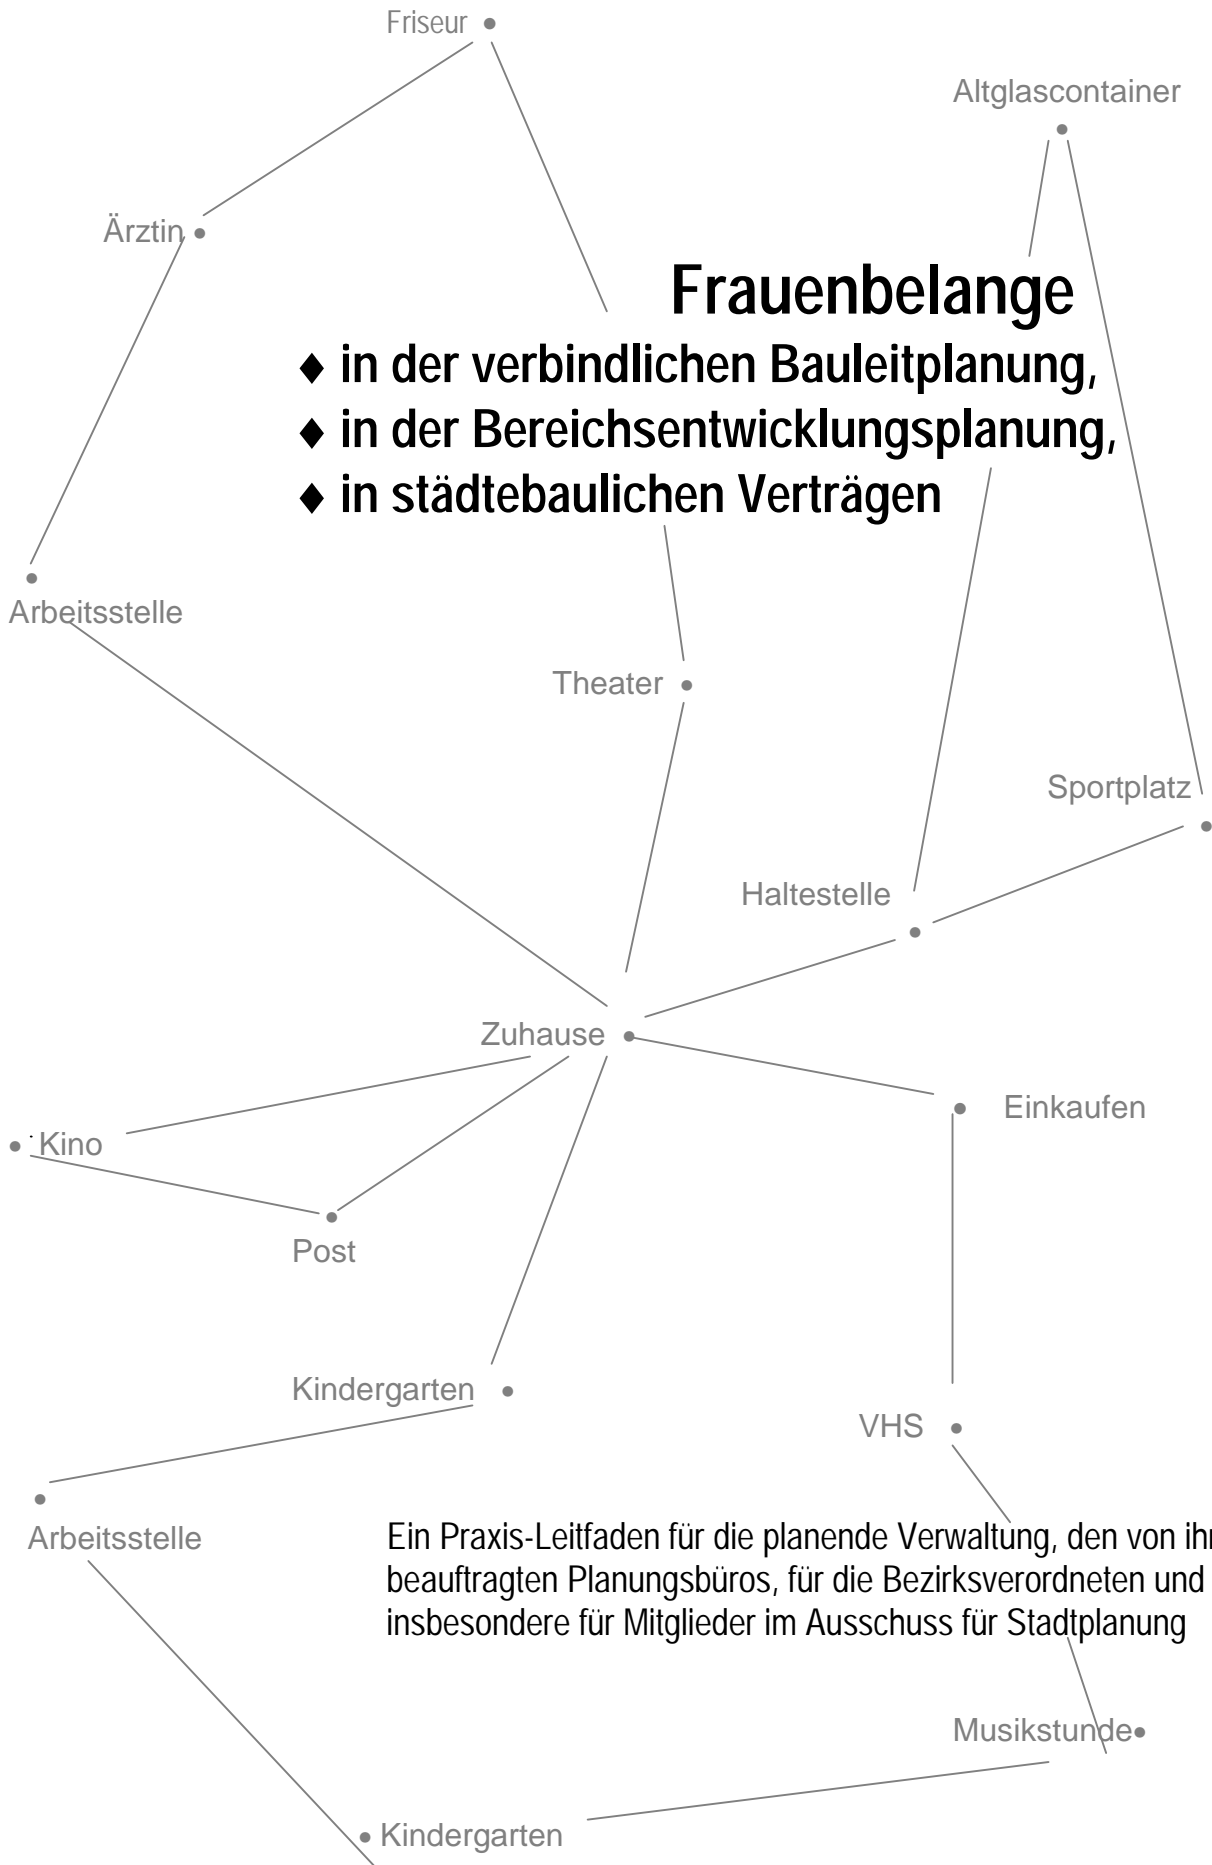 Friseur
Altglascontainer
Ärztin
Frauenbelange
♦ in der verbindlichen Bauleitplanung,
♦ in der Bereichsentwicklungsplanung,
♦ in städtebaulichen Verträgen
Arbeitsstelle
Theater
Sportplatz
Haltestelle
Zuhause
Einkaufen
Kino
Post
Kindergarten
VHS
Arbeitsstelle
Ein Praxis-Leitfaden für die planende Verwaltung, den von ihr
beauftragten Planungsbüros, für die Bezirksverordneten und
insbesondere für Mitglieder im Ausschuss für Stadtplanung
Musikstunde
Kindergarten